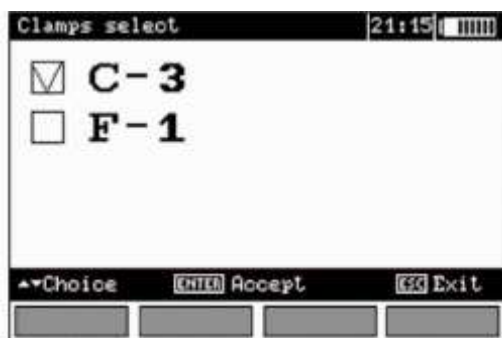 Clamps select 21:15
C-3
F-1
▲▼Choice ENTER Accept ESC Exit